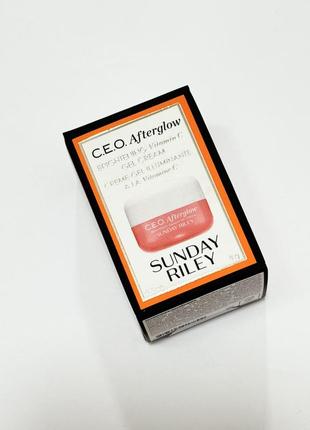 C.E.O. Afterglow
BRIGHTENING Vitamin C
GEL CREAM
CRÈME GEL ILLUMINANTE
À LA Vitamine C
C.E.O. Afterglow
SUNDAY RILEY
SUNDAY
RILEY